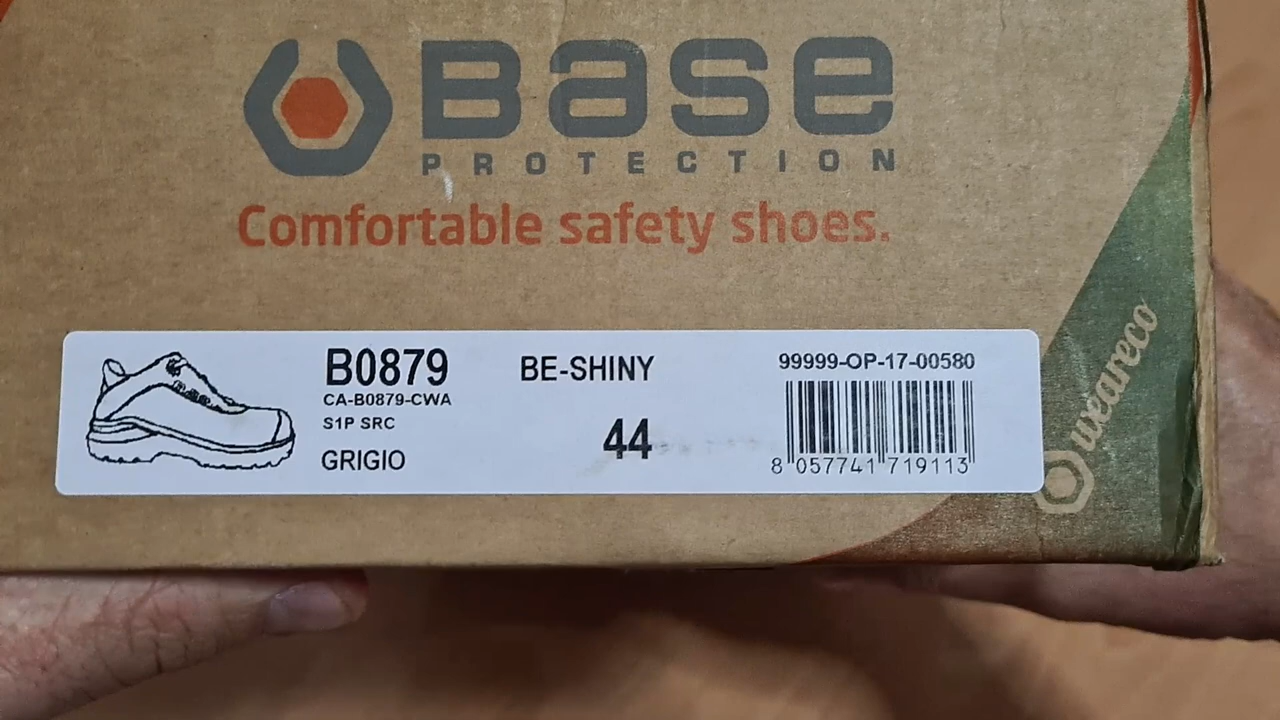 Base
PROTECTION
Comfortable safety shoes.
B0879
CA-B0879-CWA
S1P SRC
GRIGIO
BE-SHINY
44
99999-OP-17-00580
8 057741 719113
weareco